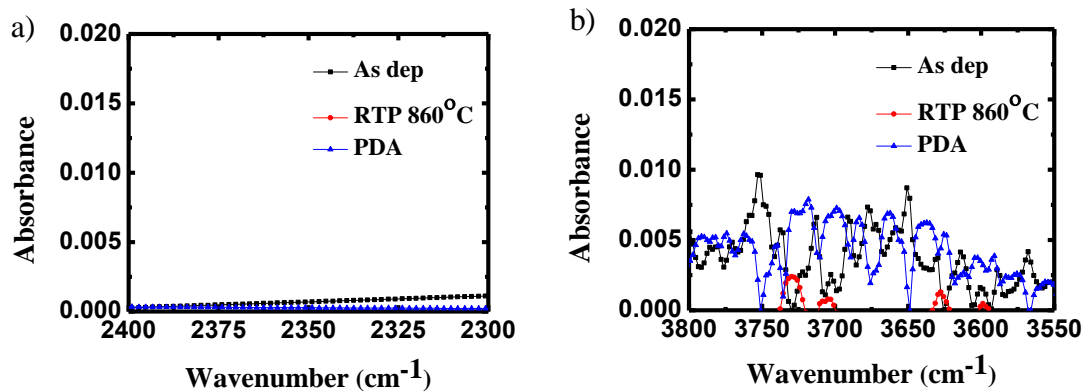 a)
0.020
0.015
0.010
0.005
0.000
Absorbance
As dep
RTP 860°C
PDA
2400 2375 2350 2325 2300
Wavenumber (cm-1)
b)
0.020
0.015
0.010
0.005
0.000
Absorbance
As dep
RTP 860°C
PDA
3800 3750 3700 3650 3600 3550
Wavenumber (cm-1)